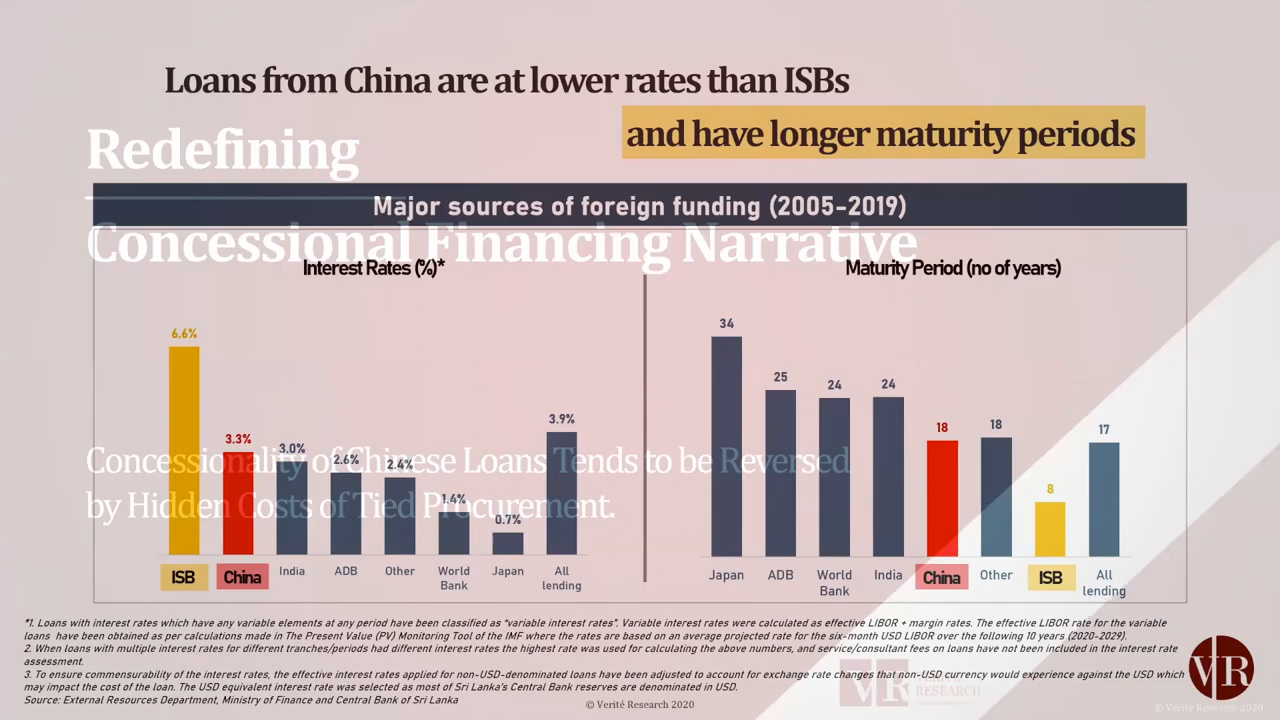 Loans from China are at lower rates than ISBs
and have longer maturity periods
Redefining
Major sources of foreign funding (2005-2019)
Concessional Financing Narrative
Interest Rates (%)*
6.6%
3.3%
3.0%
2.6%
2.4%
1.4%
0.7%
3.9%
ISB
China
India
ADB
Other
World
Bank
Japan
All
lending
Maturity Period (no of years)
34
25
24
24
18
18
8
17
Japan
ADB
World
Bank
India
China
Other
ISB
All
lending
Concessionality of Chinese Loans Tends to be Reversed
by Hidden Costs of Tied Procurement.
*1. Loans with interest rates which have any variable elements at any period have been classified as "variable interest rates". Variable interest rates were calculated as effective LIBOR + margin rates. The effective LIBOR rate for the variable
loans have been obtained as per calculations made in The Present Value (PV) Monitoring Tool of the IMF where the rates are based on an average projected rate for the six-month USD LIBOR over the following 10 years (2020-2029).
2. When loans with multiple interest rates for different tranches/periods had different interest rates the highest rate was used for calculating the above numbers, and service/consultant fees on loans have not been included in the interest rate
assessment.
3. To ensure commensurability of the interest rates, the effective interest rates applied for non-USD-denominated loans have been adjusted to account for exchange rate changes that non-USD currency would experience against the USD which
may impact the cost of the loan. The USD equivalent interest rate was selected as most of Sri Lanka's Central Bank reserves are denominated in USD.
Source: External Resources Department, Ministry of Finance and Central Bank of Sri Lanka
© Verité Research 2020
VR
RESEARCH
VR
© Verité Research 2020